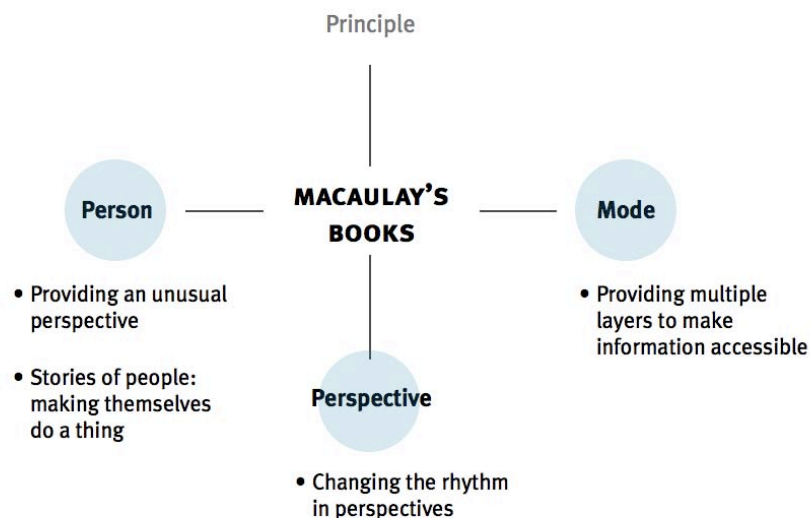 Principle
MACAULAY'S
BOOKS
Person
• Providing an unusual
perspective
• Stories of people:
making themselves
do a thing
Mode
• Providing multiple
layers to make
information accessible
Perspective
• Changing the rhythm
in perspectives